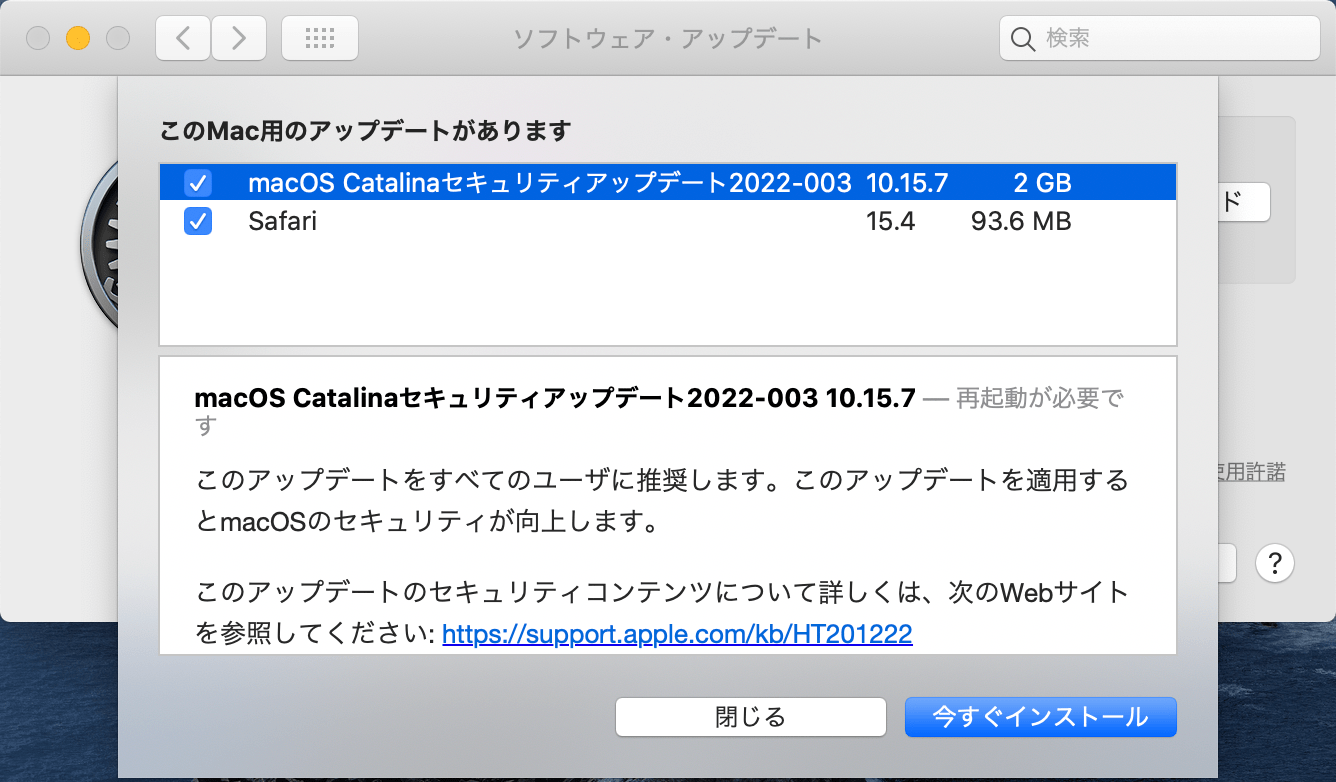 ソフトウェア・アップデート
検索
このMac用のアップデートがあります
macOS Catalinaセキュリティアップデート2022-003 10.15.7 2 GB
Safari 15.4 93.6 MB
ド
macOS Catalinaセキュリティアップデート2022-003 10.15.7 — 再起動が必要で
す
このアップデートをすべてのユーザに推奨します。このアップデートを適用する
とmacOSのセキュリティが向上します。
使用許諾
?
このアップデートのセキュリティコンテンツについて詳しくは、次のWebサイト
を参照してください: https://support.apple.com/kb/HT201222
閉じる 今すぐインストール